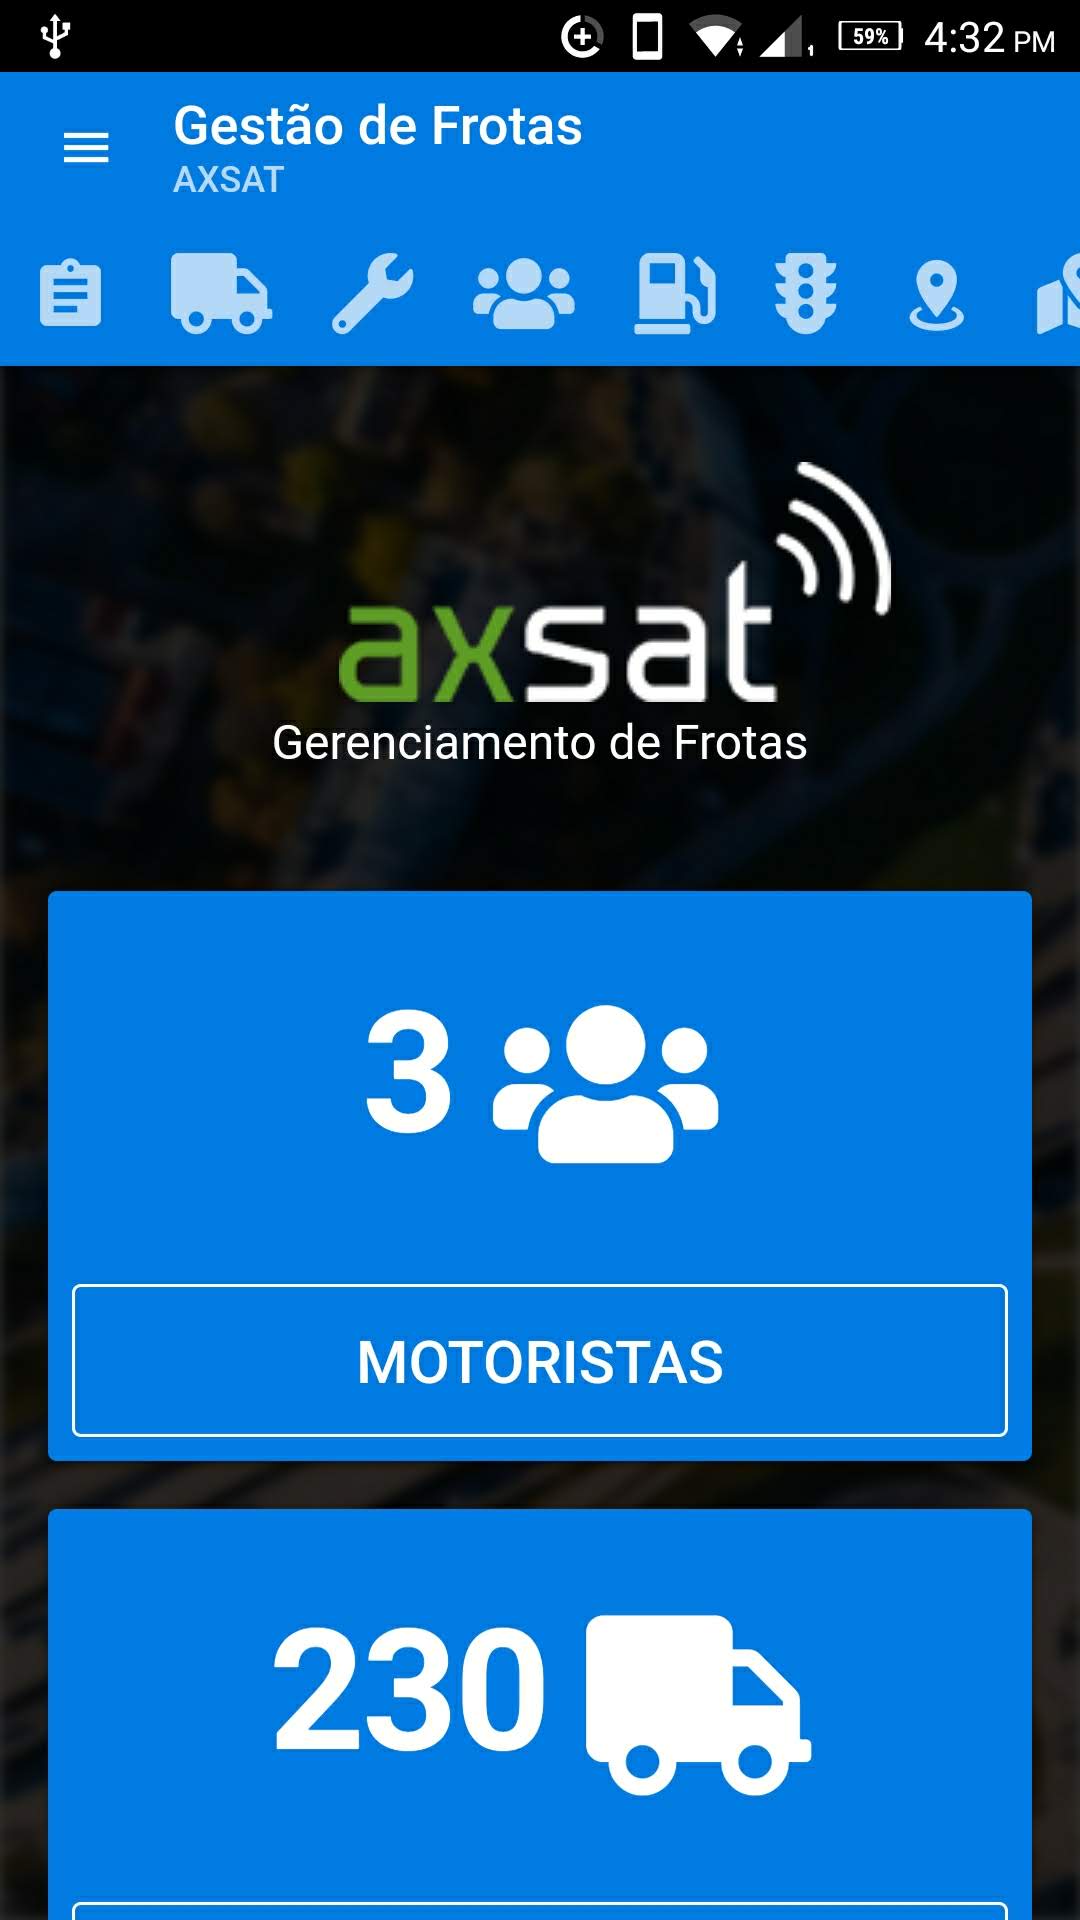 59% 4:32 PM
Gestão de Frotas
AXSAT
axsat
Gerenciamento de Frotas
3
MOTORISTAS
230